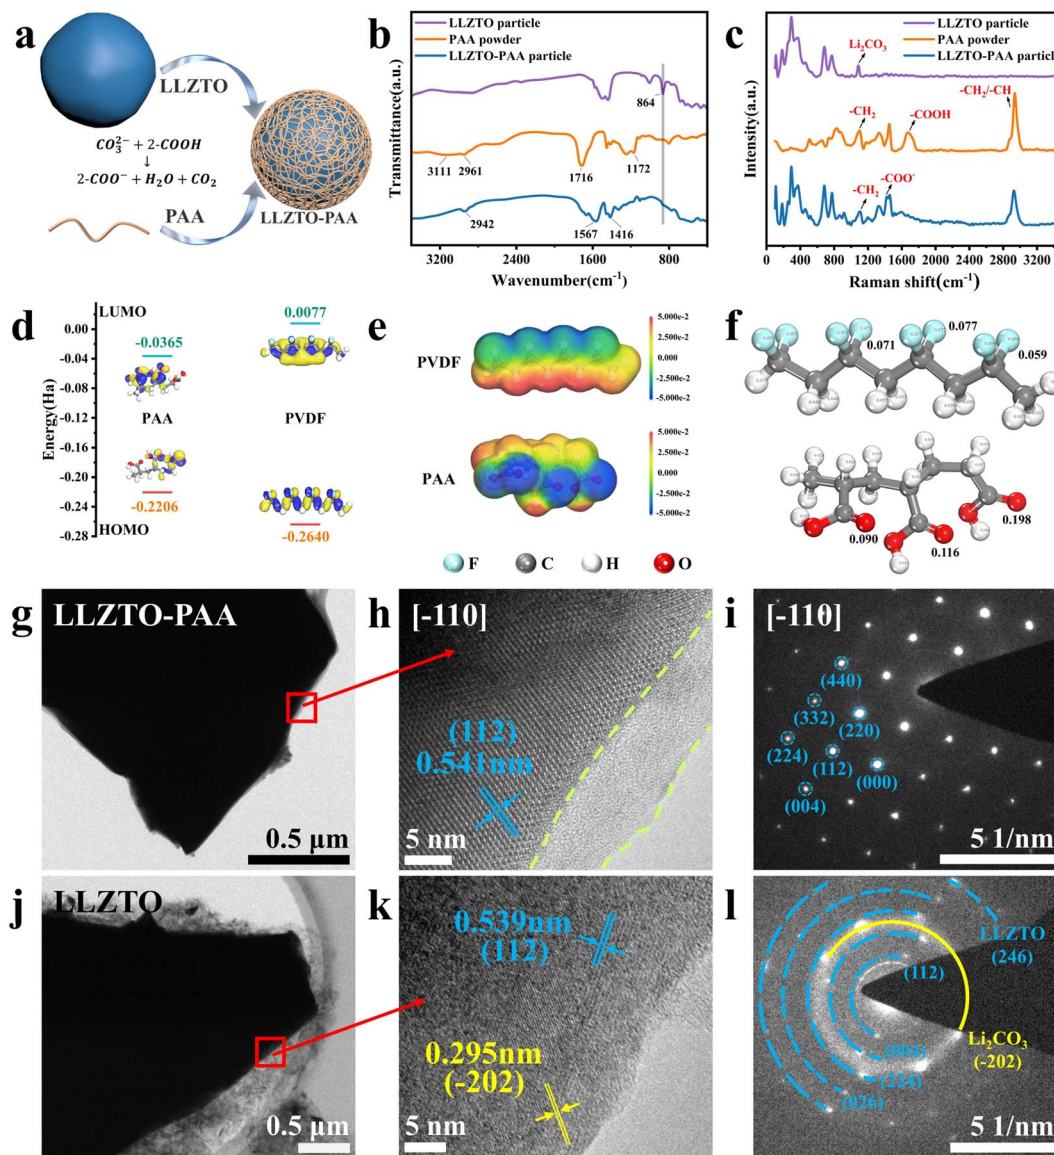 a
LLZTO
CO₃²⁻ + 2-COOH
↓
2-COO⁻ + H₂O + CO₂
PAA
LLZTO-PAA
b
LLZTO particle
PAA powder
LLZTO-PAA particle
Transmittance(a.u.)
864
3111
2961
1716
1172
2942
1567
1416
3200
2400
1600
800
Wavenumber(cm⁻¹)
c
LLZTO particle
PAA powder
LLZTO-PAA particle
Intensity(a.u.)
Li₂CO₃
-CH₂/-CH
-CH₂
-COOH
-CH₂
-COO⁻
0
400
800
1200
1600
2000
2400
2800
3200
Raman shift(cm⁻¹)
d
LUMO
Energy(Ha)
0.00
-0.04
-0.08
-0.12
-0.16
-0.20
-0.24
-0.28
HOMO
-0.0365
PAA
-0.2206
0.0077
PVDF
-0.2640
e
PVDF
5.000e-2
2.500e-2
0.000
-2.500e-2
-5.000e-2
PAA
5.000e-2
2.500e-2
0.000
-2.500e-2
-5.000e-2
F
C
H
O
f
0.071
0.077
0.059
0.090
0.116
0.198
g
LLZTO-PAA
0.5 μm
h
[-110]
(112)
0.541nm
5 nm
i
[-110]
(440)
(332)
(220)
(224)
(112)
(000)
(004)
5 1/nm
j
LLZTO
0.5 μm
k
0.539nm
(112)
0.295nm
(-202)
5 nm
l
LLZTO
(246)
(112)
Li₂CO₃
(-202)
(004)
(224)
(026)
5 1/nm